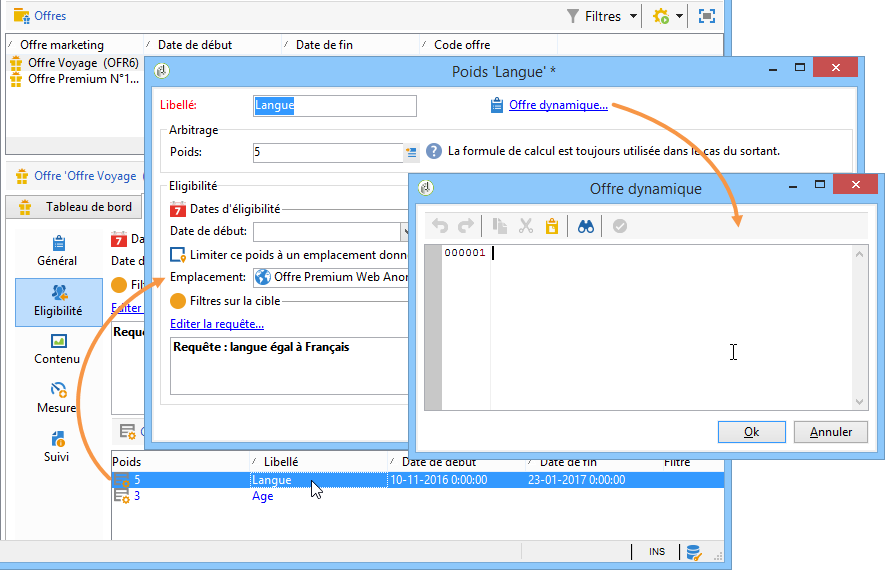 Offres
Filtres
Offre marketing Date de début Date de fin Code offre
Offre Voyage (OFR6)
Offre Premium N°1...
Poids 'Langue' *
Libellé: Langue Offre dynamique...
Arbitrage
Poids: 5 La formule de calcul est toujours utilisée dans le cas du sortant.
Eligibilité
Dates d'éligibilité
Date de début:
Limiter ce poids à un emplacement donn
Emplacement: Offre Premium Web Anor
Filtres sur la cible
Editer la requête...
Requête : langue égal à Français
Offre dynamique
000001
Ok Annuler
Offre 'Offre Voyage (
Tableau de bord
Général
Eligibilité
Contenu
Mesure
Suivi
Da
Date d
Fil
Editer
Requ
Poids Libellé Date de début Date de fin Filtre
5 Langue 10-11-2016 0:00:00 23-01-2017 0:00:00
3 Age
INS